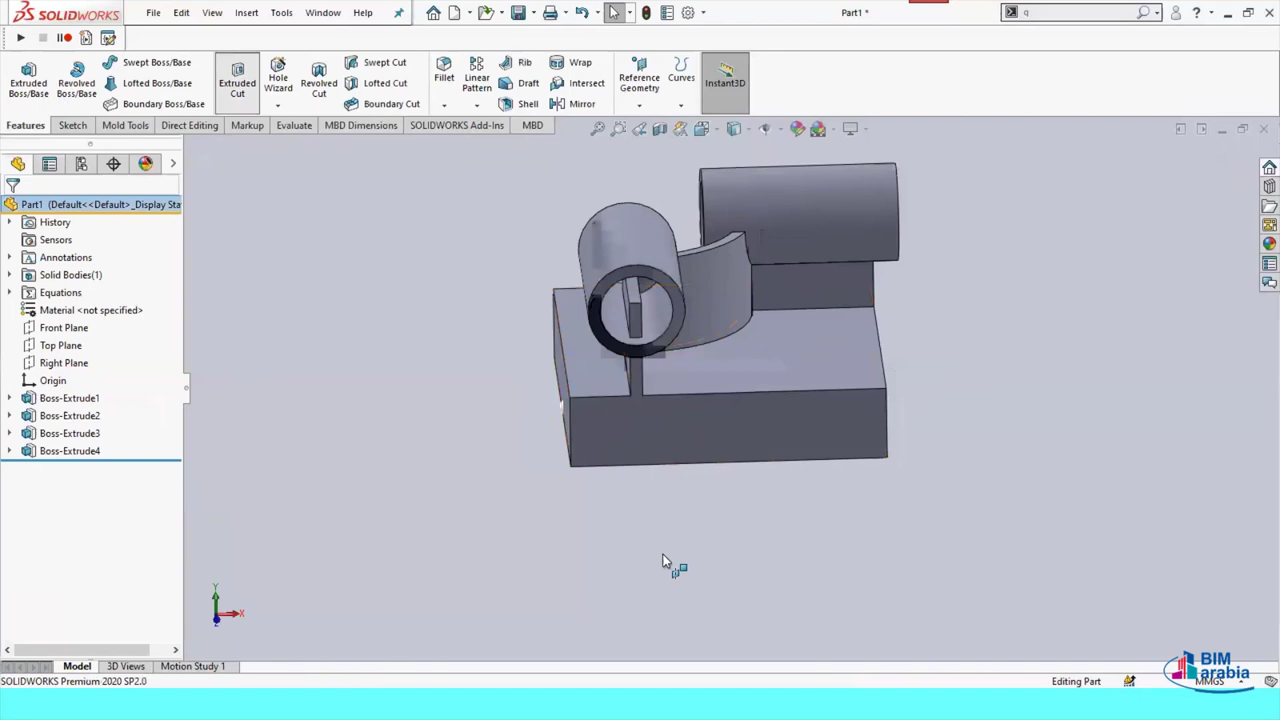 SOLIDWORKS
File
Edit
View
Insert
Tools
Window
Help
Part1 *
q
Extruded Boss/Base
Revolved Boss/Base
Swept Boss/Base
Lofted Boss/Base
Boundary Boss/Base
Extruded Cut
Hole Wizard
Revolved Cut
Swept Cut
Lofted Cut
Boundary Cut
Fillet
Linear Pattern
Rib
Draft
Shell
Wrap
Intersect
Mirror
Reference Geometry
Curves
Instant3D
Features
Sketch
Mold Tools
Direct Editing
Markup
Evaluate
MBD Dimensions
SOLIDWORKS Add-Ins
MBD
Part1 (Default<<Default>_Display Sta
History
Sensors
Annotations
Solid Bodies(1)
Equations
Material <not specified>
Front Plane
Top Plane
Right Plane
Origin
Boss-Extrude1
Boss-Extrude2
Boss-Extrude3
Boss-Extrude4
Y
X
Z
Model
3D Views
Motion Study 1
SOLIDWORKS Premium 2020 SP2.0
Editing Part
MMGS
BIM
arabia